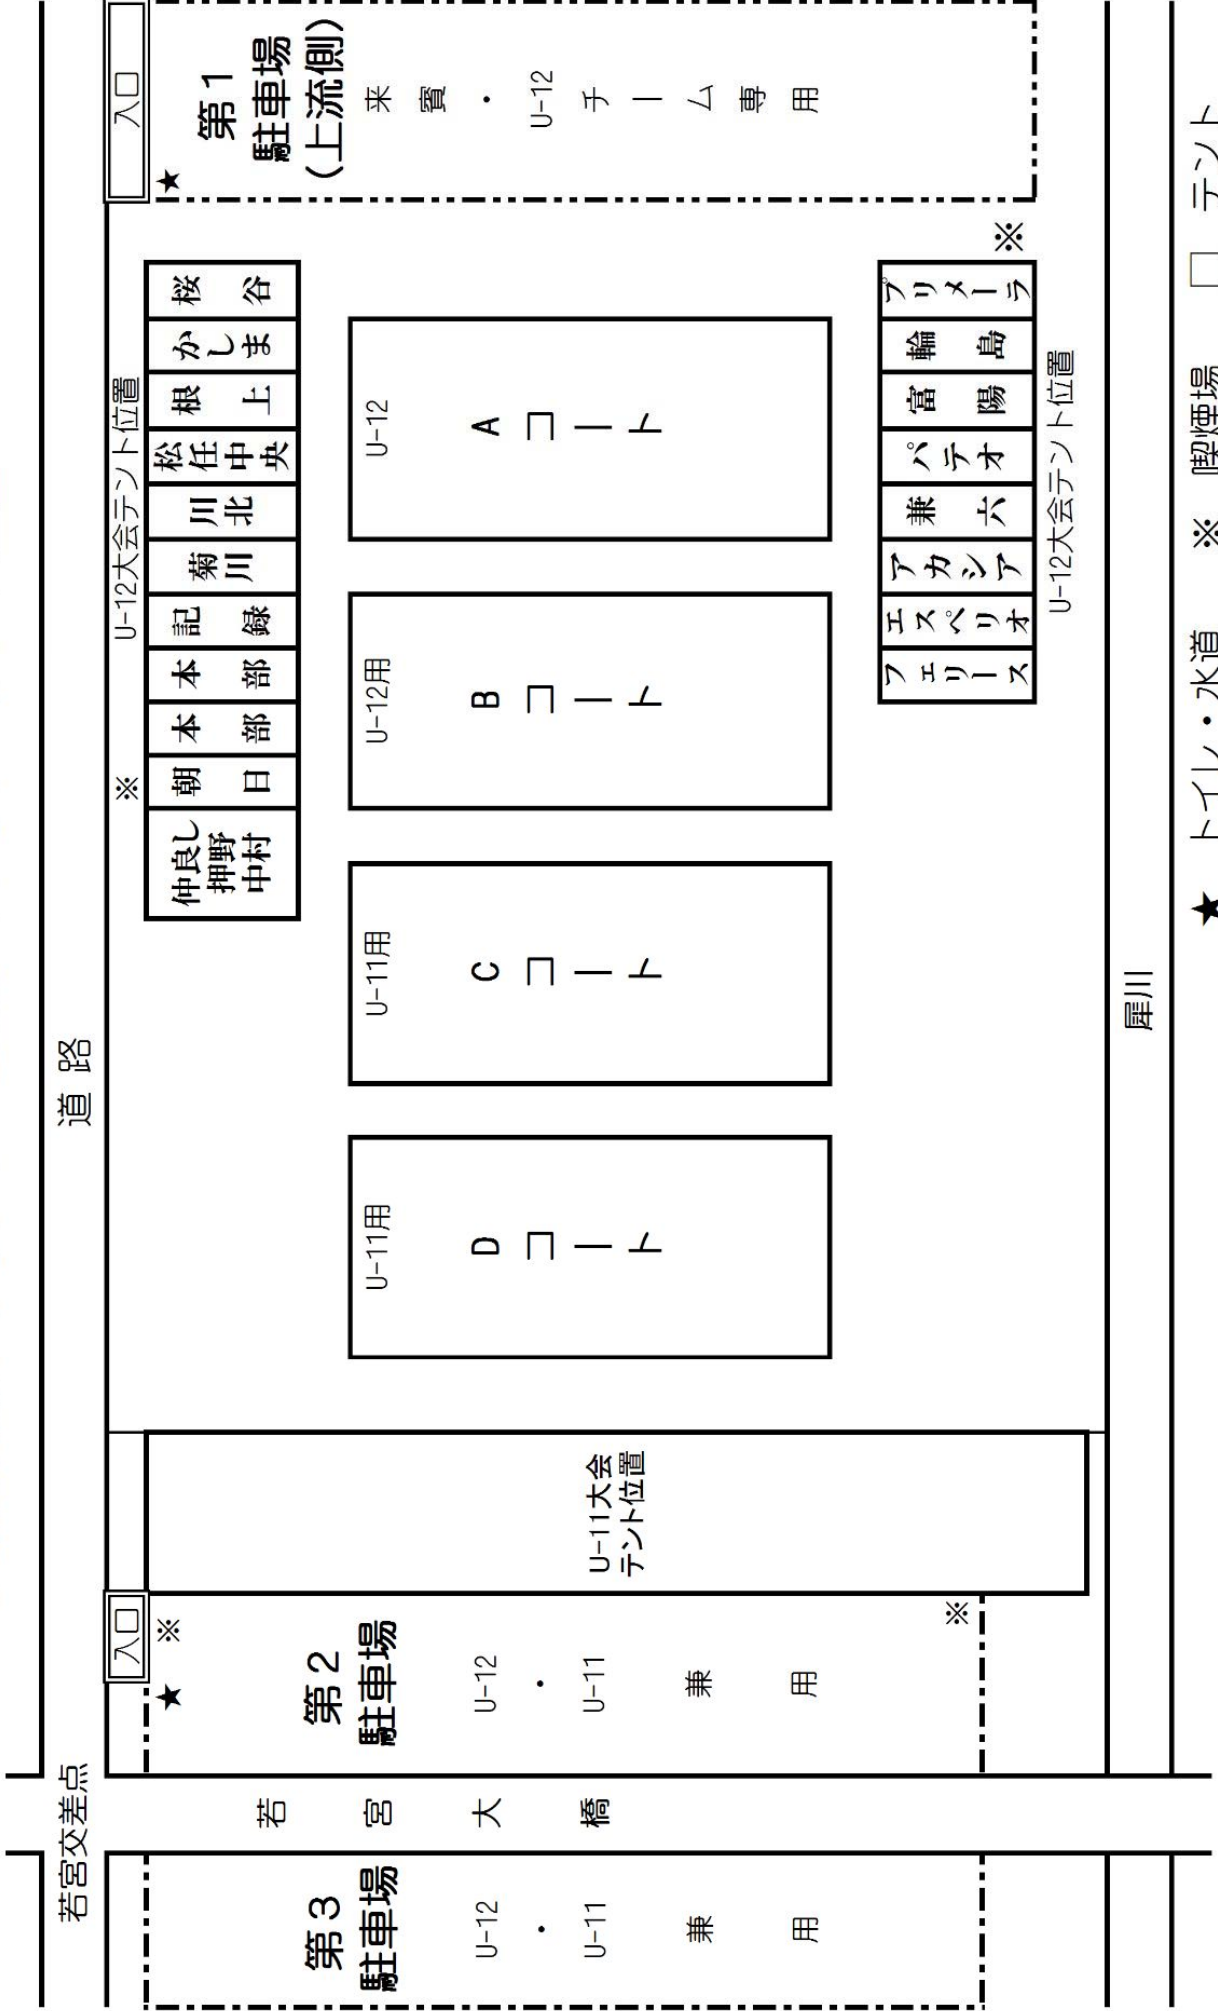 若宮交差点
道路
入口
入口
U-12大会テント位置
※
★
※
★
仲良し
押野
中村
朝日
本部
本部
記録
菊川
川北
松任中央
根上
かしま
桜谷
第3
駐車場
U-12・U-11兼用
若宮大橋
第2
駐車場
U-12・U-11兼用
※
U-11大会
テント位置
U-11用
Dコート
U-11用
Cコート
U-12用
Bコート
U-12
Aコート
第1
駐車場
(上流側)
来賓・U-12チーム専用
フェリース
エスペリオ
アカシア
兼六
パテオ
富陽
輪島
プリメーラ
※
U-12大会テント位置
犀川
★ トイレ・水道 ※ 喫煙場 □ テント